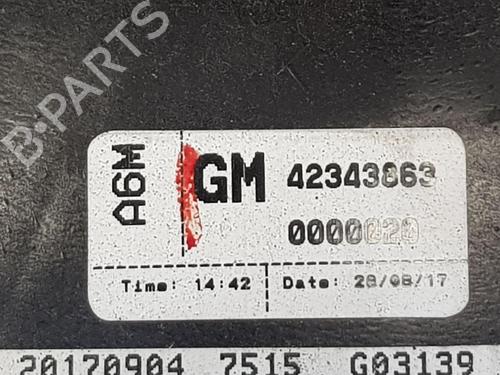 B-PARTS
A6M
GM 42343863
0000020
Time: 14:42 Date: 28/08/17
20170904 7515 G03139